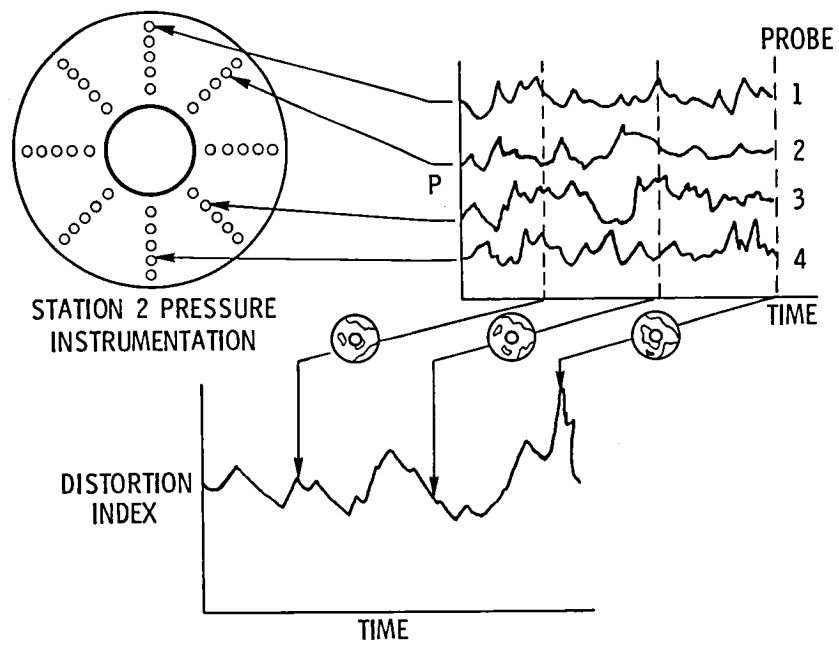 PROBE
1
2
P
3
4
STATION 2 PRESSURE
INSTRUMENTATION
TIME
DISTORTION
INDEX
TIME